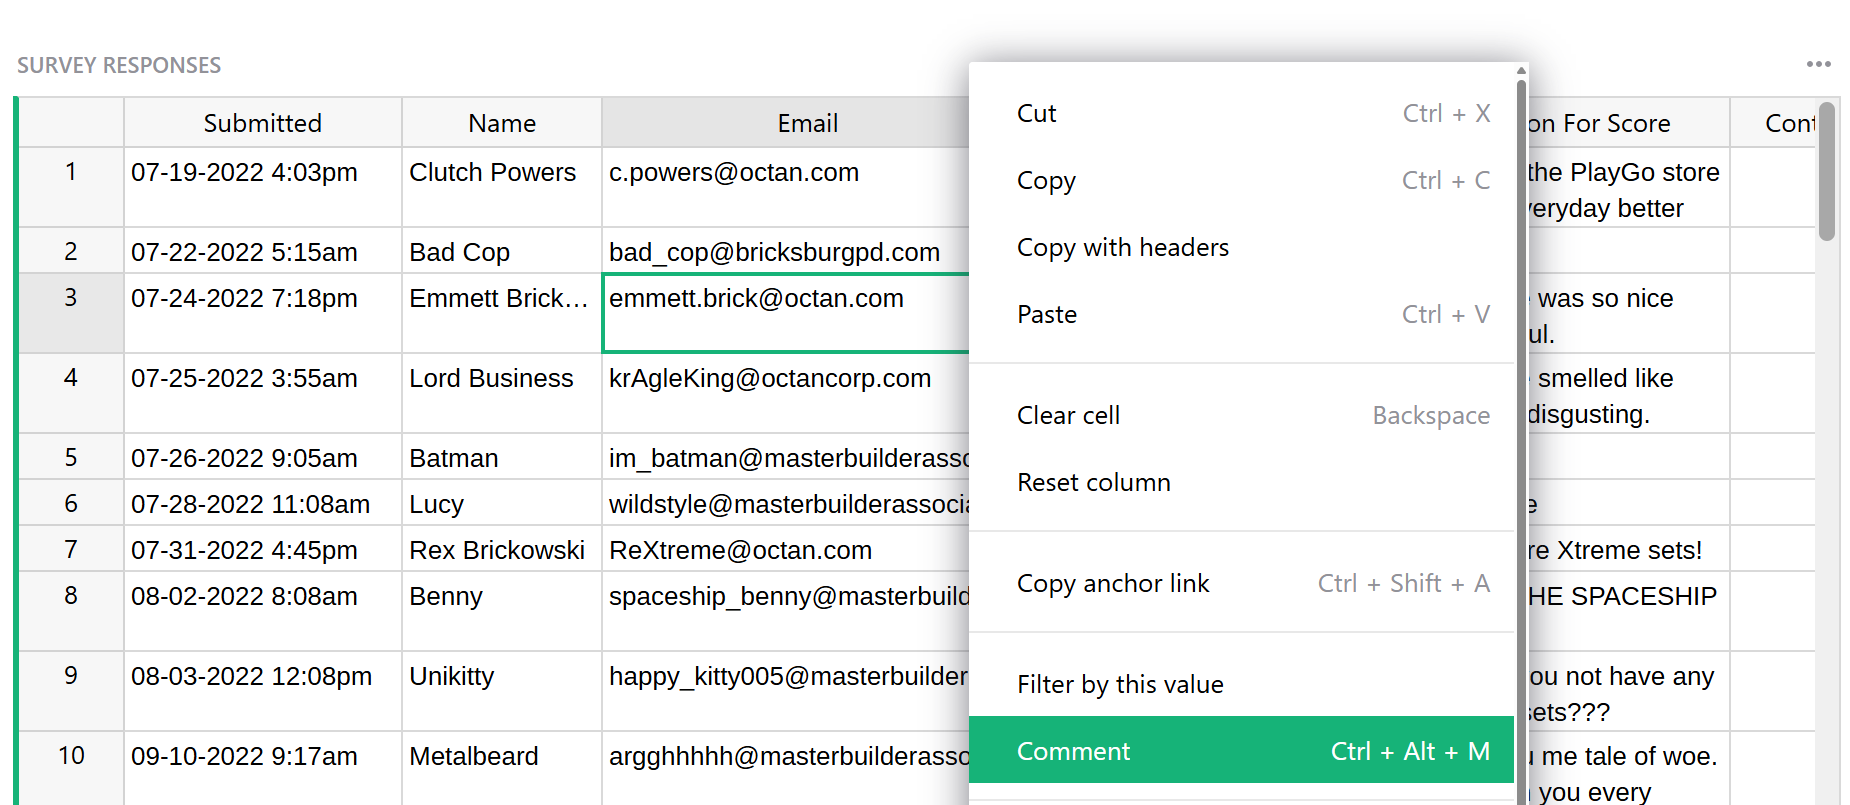 SURVEY RESPONSES
Submitted Name Email on For Score Cont
1 07-19-2022 4:03pm Clutch Powers c.powers@octan.com the PlayGo store
veryday better
2 07-22-2022 5:15am Bad Cop bad_cop@bricksburgpd.com
3 07-24-2022 7:18pm Emmett Brick… emmett.brick@octan.com was so nice
ul.
4 07-25-2022 3:55am Lord Business krAgleKing@octancorp.com smelled like
disgusting.
5 07-26-2022 9:05am Batman im_batman@masterbuilderasso
6 07-28-2022 11:08am Lucy wildstyle@masterbuilderassocia e
7 07-31-2022 4:45pm Rex Brickowski ReXtreme@octan.com re Xtreme sets!
8 08-02-2022 8:08am Benny spaceship_benny@masterbuild HE SPACESHIP
9 08-03-2022 12:08pm Unikitty happy_kitty005@masterbuilder ou not have any
sets???
10 09-10-2022 9:17am Metalbeard argghhhhh@masterbuilderasso u me tale of woe.
you every
Cut Ctrl + X
Copy Ctrl + C
Copy with headers
Paste Ctrl + V
Clear cell Backspace
Reset column
Copy anchor link Ctrl + Shift + A
Filter by this value
Comment Ctrl + Alt + M